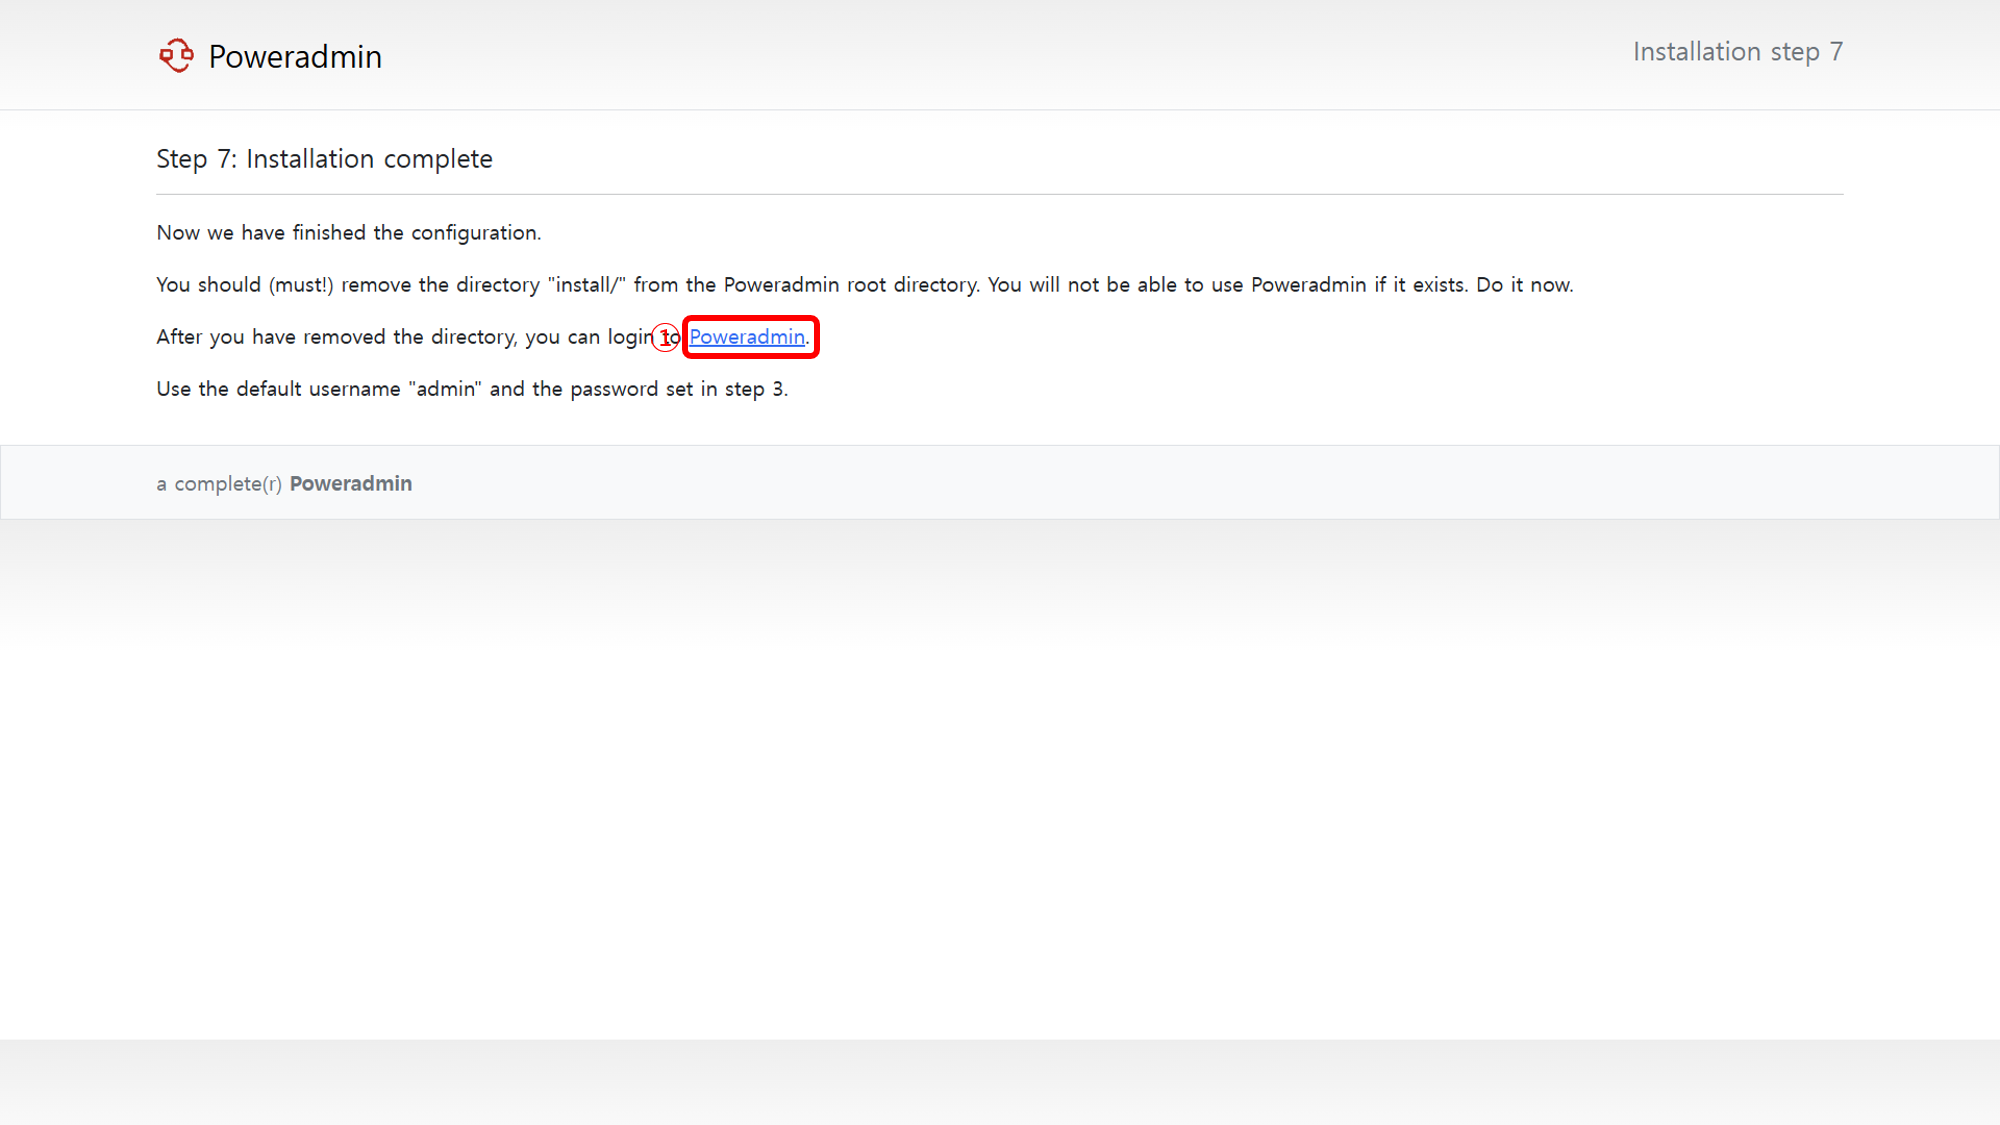 Poweradmin
Installation step 7
Step 7: Installation complete
Now we have finished the configuration.
You should (must!) remove the directory "install/" from the Poweradmin root directory. You will not be able to use Poweradmin if it exists. Do it now.
After you have removed the directory, you can login to ① Poweradmin.
Use the default username "admin" and the password set in step 3.
a complete(r) Poweradmin